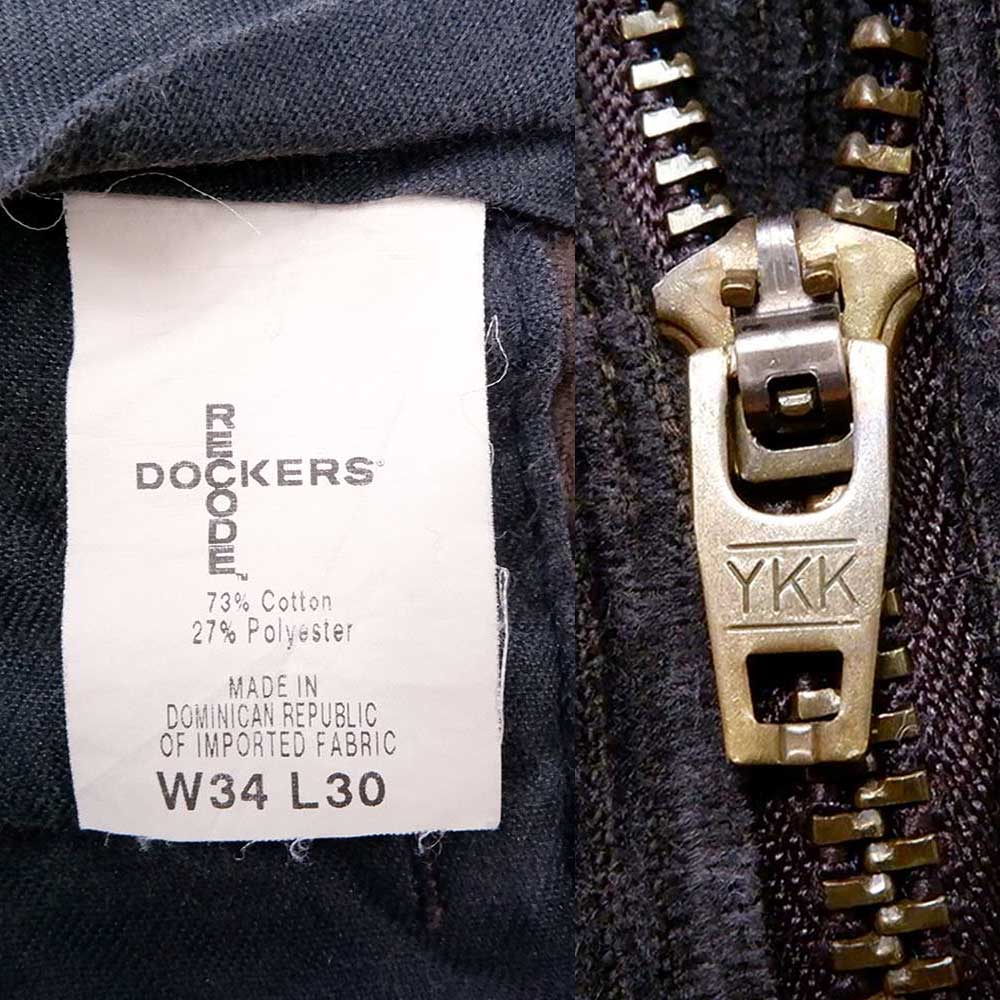 RECODE
DOCKERS®
73% Cotton
27% Polyester
MADE IN
DOMINICAN REPUBLIC
OF IMPORTED FABRIC
W34 L30
YKK